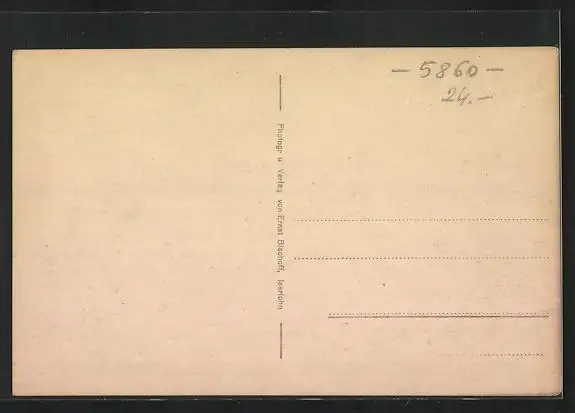 – 5860 –
24.–
Photogr. u. Verlag von Ernst Bischoff, Iserlohn